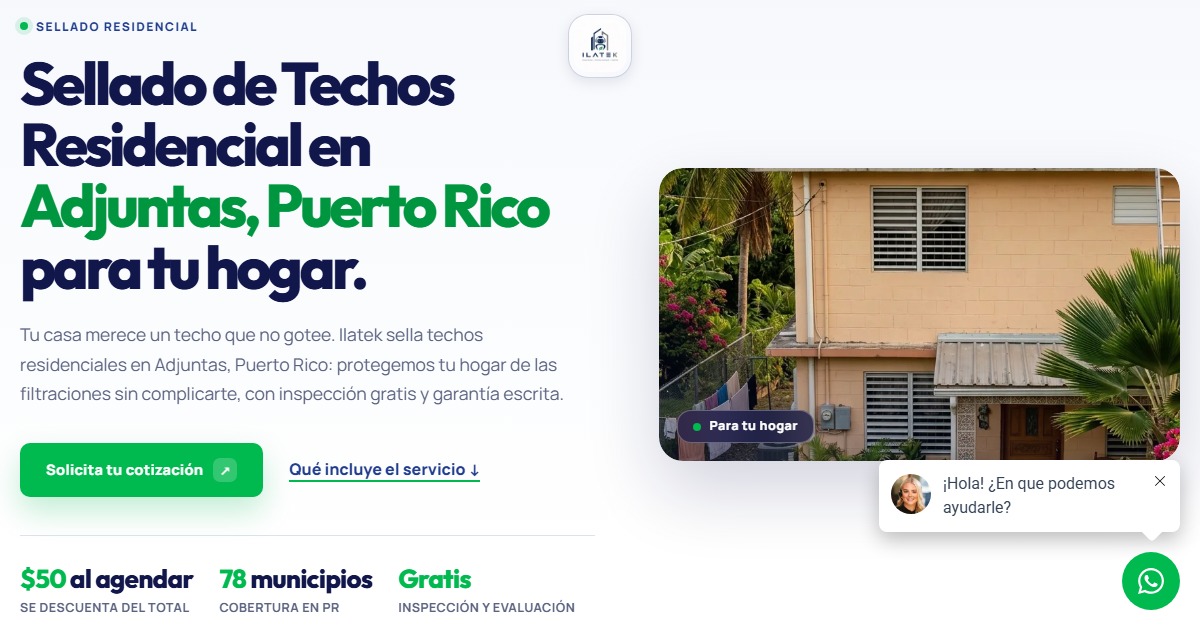 SELLADO RESIDENCIAL
ILATEK
Sellado de Techos
Residencial en
Adjuntas, Puerto Rico
para tu hogar.
Tu casa merece un techo que no gotee. Ilatek sella techos
residenciales en Adjuntas, Puerto Rico: protegemos tu hogar de las
filtraciones sin complicarte, con inspección gratis y garantía escrita.
Solicita tu cotización ↗
Qué incluye el servicio ↓
Para tu hogar
¡Hola! ¿En que podemos
ayudarle?
$50 al agendar
SE DESCUENTA DEL TOTAL
78 municipios
COBERTURA EN PR
Gratis
INSPECCIÓN Y EVALUACIÓN